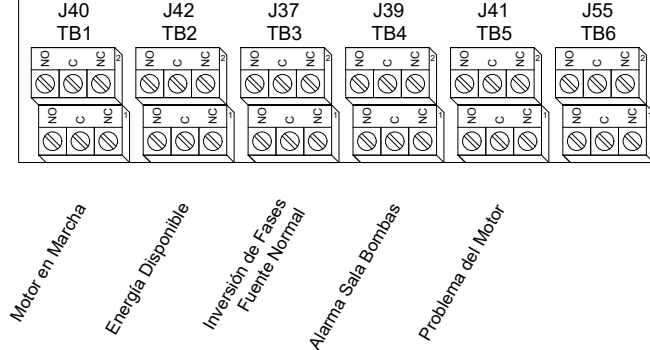 J40 J42 J37 J39 J41 J55
TB1 TB2 TB3 TB4 TB5 TB6
NO C NC 2 NO C NC 2 NO C NC 2 NO C NC 2 NO C NC 2 NO C NC 2
NO C NC 1 NO C NC 1 NO C NC 1 NO C NC 1 NO C NC 1 NO C NC 1
Motor en Marcha
Energía Disponible
Inversión de Fases
Fuente Normal
Alarma Sala Bombas
Problema del Motor